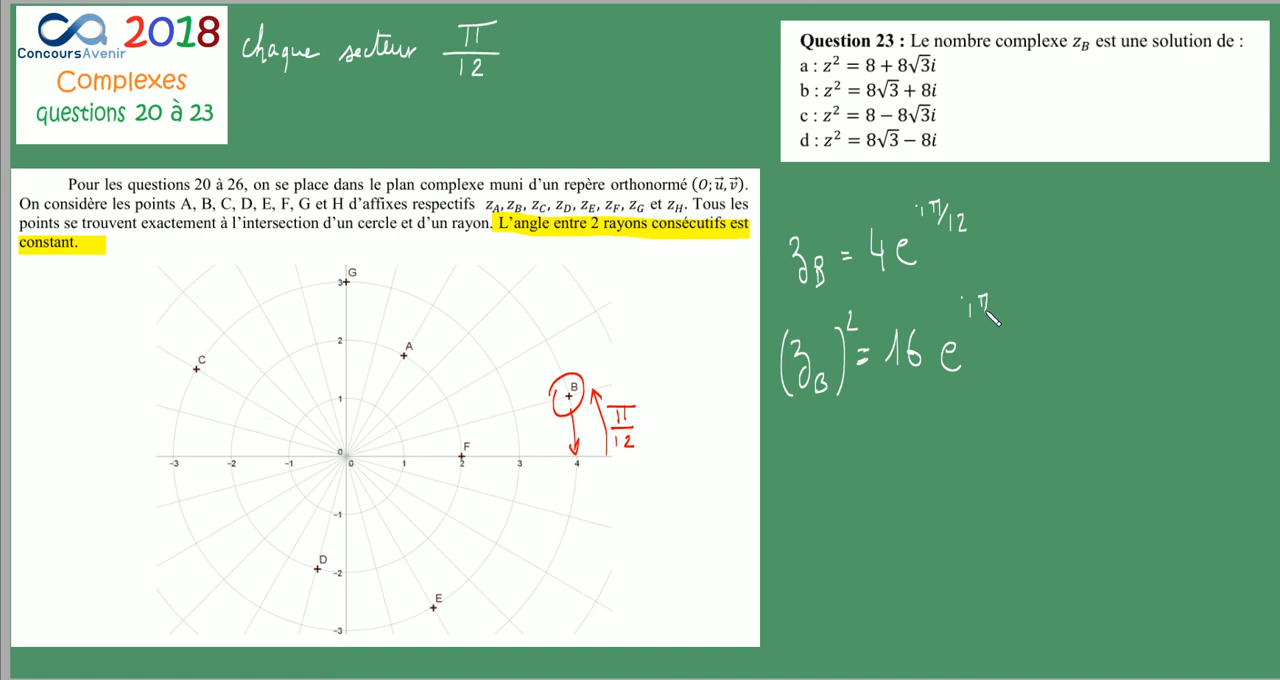 ca 2018
ConcoursAvenir
Complexes
questions 20 à 23
chaque secteur π/12
Question 23 : Le nombre complexe z_B est une solution de :
a : z² = 8 + 8√3i
b : z² = 8√3 + 8i
c : z² = 8 − 8√3i
d : z² = 8√3 − 8i
Pour les questions 20 à 26, on se place dans le plan complexe muni d'un repère orthonormé (O; u⃗, v⃗).
On considère les points A, B, C, D, E, F, G et H d'affixes respectifs z_A, z_B, z_C, z_D, z_E, z_F, z_G et z_H. Tous les
points se trouvent exactement à l'intersection d'un cercle et d'un rayon. L'angle entre 2 rayons consécutifs est
constant.
z_B = 4 e^{iπ/12}
(z_B)² = 16 e^{iπ
G
3
2
A
C
B
1
π/12
F
0
-3 -2 -1 0 1 2 3 4
-1
D
-2
E
-3